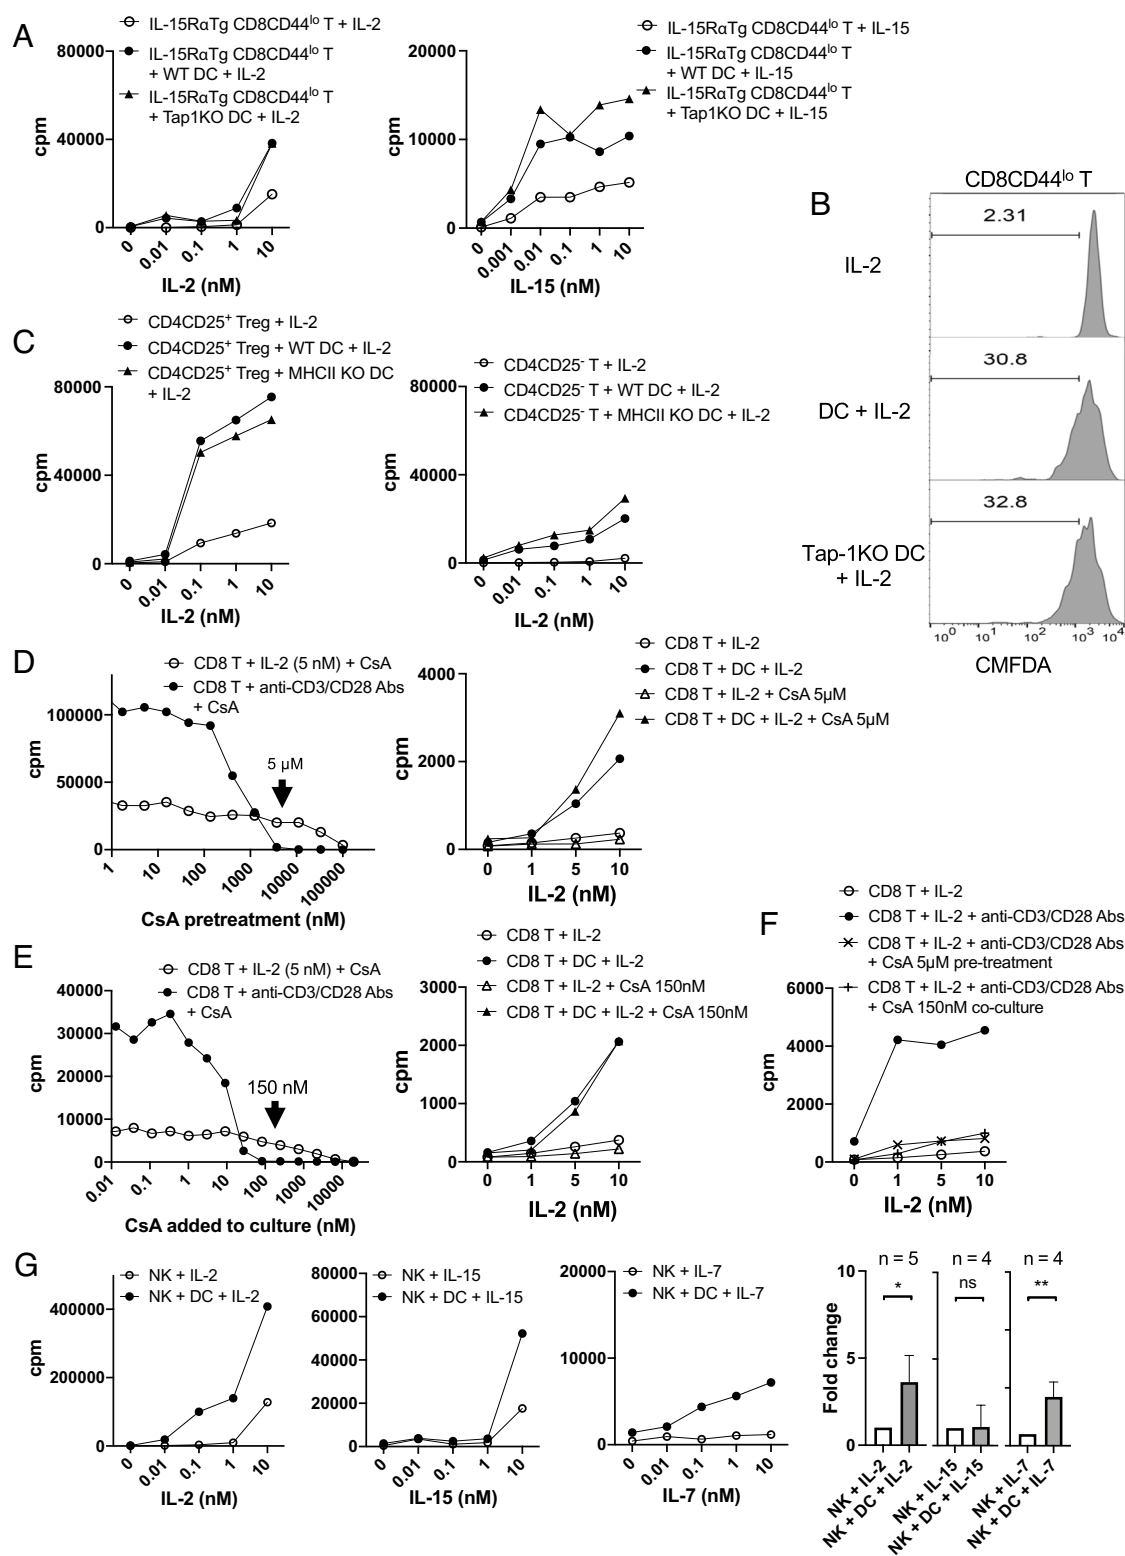 A
IL-15RαTg CD8CD44lo T + IL-2
IL-15RαTg CD8CD44lo T
+ WT DC + IL-2
IL-15RαTg CD8CD44lo T
+ Tap1KO DC + IL-2
80000
40000
0
cpm
0
0.01
0.1
1
10
IL-2 (nM)
IL-15RαTg CD8CD44lo T + IL-15
IL-15RαTg CD8CD44lo T
+ WT DC + IL-15
IL-15RαTg CD8CD44lo T
+ Tap1KO DC + IL-15
20000
10000
0
cpm
0
0.001
0.01
0.1
1
10
IL-15 (nM)
B
CD8CD44lo T
2.31
IL-2
30.8
DC + IL-2
32.8
Tap-1KO DC
+ IL-2
10^0
10^1
10^2
10^3
10^4
CMFDA
C
CD4CD25+ Treg + IL-2
CD4CD25+ Treg + WT DC + IL-2
CD4CD25+ Treg + MHCII KO DC
+ IL-2
80000
40000
0
cpm
0
0.01
0.1
1
10
IL-2 (nM)
CD4CD25- T + IL-2
CD4CD25- T + WT DC + IL-2
CD4CD25- T + MHCII KO DC + IL-2
80000
40000
0
cpm
0
0.01
0.1
1
10
IL-2 (nM)
D
CD8 T + IL-2 (5 nM) + CsA
CD8 T + anti-CD3/CD28 Abs
+ CsA
5 μM
100000
50000
0
cpm
1
10
100
1000
10000
100000
CsA pretreatment (nM)
CD8 T + IL-2
CD8 T + DC + IL-2
CD8 T + IL-2 + CsA 5μM
CD8 T + DC + IL-2 + CsA 5μM
4000
2000
0
cpm
0
1
5
10
IL-2 (nM)
E
CD8 T + IL-2 (5 nM) + CsA
CD8 T + anti-CD3/CD28 Abs
+ CsA
150 nM
40000
30000
20000
10000
0
cpm
0.01
0.1
1
10
100
1000
10000
CsA added to culture (nM)
CD8 T + IL-2
CD8 T + DC + IL-2
CD8 T + IL-2 + CsA 150nM
CD8 T + DC + IL-2 + CsA 150nM
3000
2000
1000
0
cpm
0
1
5
10
IL-2 (nM)
F
CD8 T + IL-2
CD8 T + IL-2 + anti-CD3/CD28 Abs
CD8 T + IL-2 + anti-CD3/CD28 Abs
+ CsA 5μM pre-treatment
CD8 T + IL-2 + anti-CD3/CD28 Abs
+ CsA 150nM co-culture
6000
4000
2000
0
cpm
0
1
5
10
IL-2 (nM)
G
NK + IL-2
NK + DC + IL-2
400000
200000
0
cpm
0
0.01
0.1
1
10
IL-2 (nM)
NK + IL-15
NK + DC + IL-15
80000
60000
40000
20000
0
0
0.01
0.1
1
10
IL-15 (nM)
NK + IL-7
NK + DC + IL-7
20000
10000
0
0
0.01
0.1
1
10
IL-7 (nM)
n = 5
n = 4
n = 4
*
ns
**
10
5
0
Fold change
NK + IL-2
NK + DC + IL-2
NK + IL-15
NK + DC + IL-15
NK + IL-7
NK + DC + IL-7